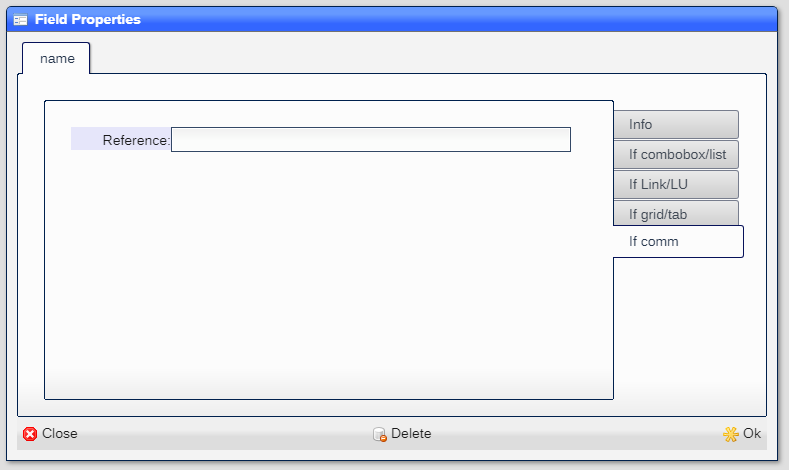 Field Properties
name
Reference:
Info
If combobox/list
If Link/LU
If grid/tab
If comm
Close
Delete
Ok